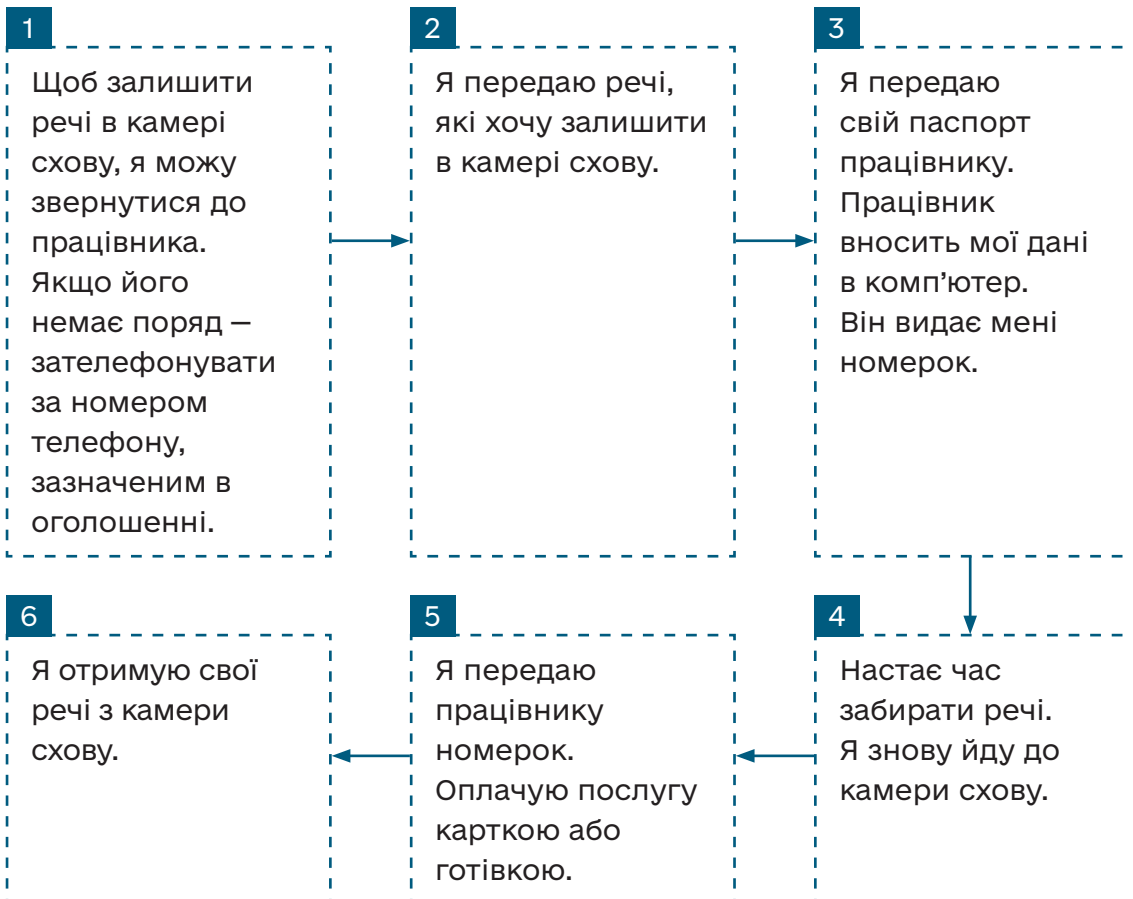 1
Щоб залишити
речі в камері
схову, я можу
звернутися до
працівника.
Якщо його
немає поряд —
зателефонувати
за номером
телефону,
зазначеним в
оголошенні.
2
Я передаю речі,
які хочу залишити
в камері схову.
3
Я передаю
свій паспорт
працівнику.
Працівник
вносить мої дані
в комп’ютер.
Він видає мені
номерок.
4
Настає час
забирати речі.
Я знову йду до
камери схову.
5
Я передаю
працівнику
номерок.
Оплачую послугу
карткою або
готівкою.
6
Я отримую свої
речі з камери
схову.